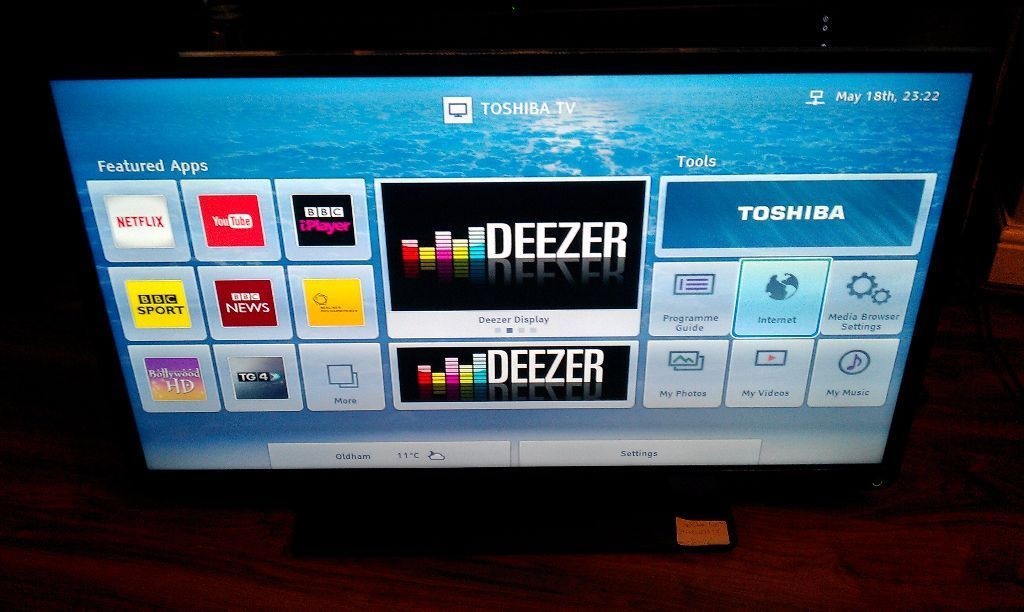 TOSHIBA TV
May 18th, 23:22
Featured Apps
NETFLIX
YouTube
BBC
iPlayer
BBC
SPORT
BBC
NEWS
Bollywood
HD
TG4
More
DEEZER
Deezer Display
DEEZER
Tools
TOSHIBA
Programme
Guide
Internet
Media Browser
Settings
My Photos
My Videos
My Music
Oldham 11°C
Settings